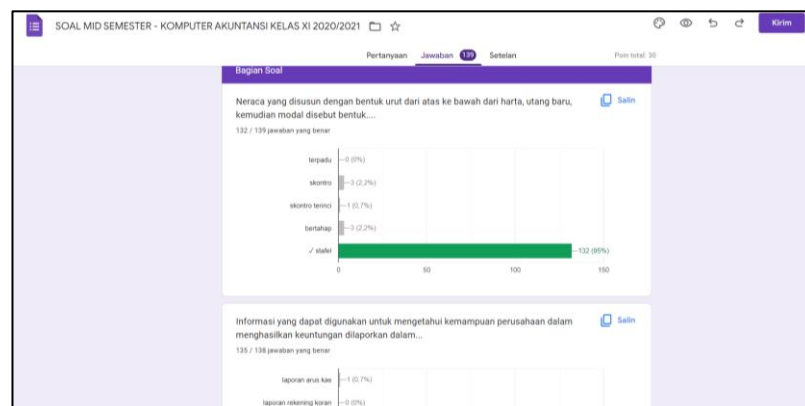 SOAL MID SEMESTER - KOMPUTER AKUNTANSI KELAS XI 2020/2021
Kirim
Pertanyaan Jawaban 139 Setelan
Poin total: 30
Bagian Soal
Neraca yang disusun dengan bentuk urut dari atas ke bawah dari harta, utang baru,
kemudian modal disebut bentuk....
Salin
132 / 139 jawaban yang benar
terpadu 0 (0%)
skontro 3 (2,2%)
skontro terinci 1 (0,7%)
bertahap 3 (2,2%)
✓ stafel 132 (95%)
0 50 100 150
Informasi yang dapat digunakan untuk mengetahui kemampuan perusahaan dalam
menghasilkan keuntungan dilaporkan dalam...
Salin
135 / 138 jawaban yang benar
laporan arus kas 1 (0,7%)
laporan rekening koran 0 (0%)